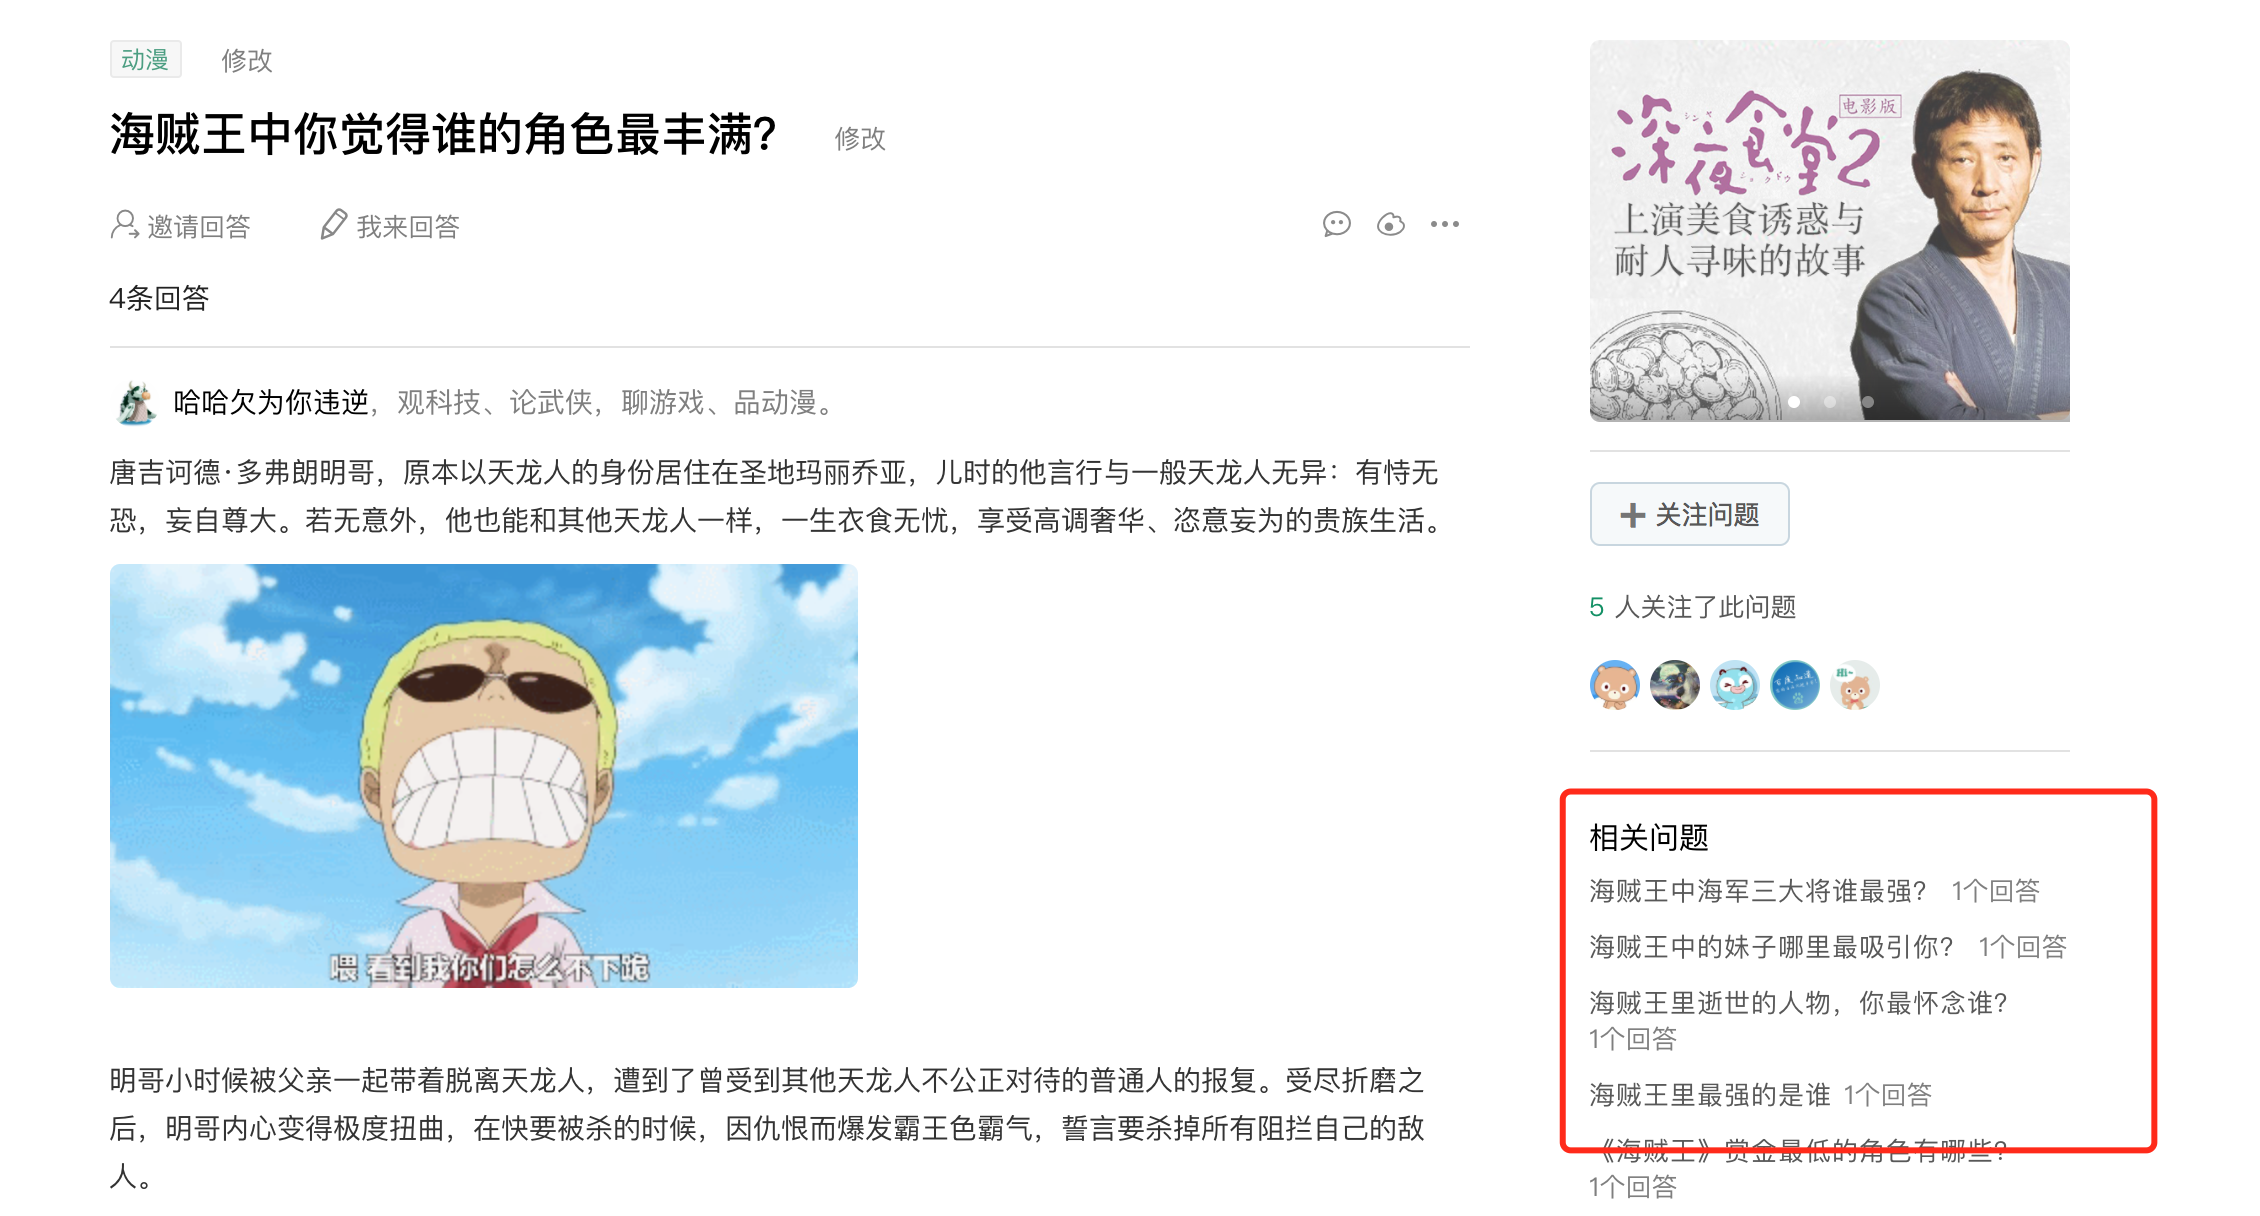 动漫 修改
海贼王中你觉得谁的角色最丰满? 修改
邀请回答 我来回答
4条回答
哈哈欠为你违逆，观科技、论武侠，聊游戏、品动漫。
唐吉诃德·多弗朗明哥，原本以天龙人的身份居住在圣地玛丽乔亚，儿时的他言行与一般天龙人无异：有恃无
恐，妄自尊大。若无意外，他也能和其他天龙人一样，一生衣食无忧，享受高调奢华、恣意妄为的贵族生活。
喂 看到我你们怎么不下跪
明哥小时候被父亲一起带着脱离天龙人，遭到了曾受到其他天龙人不公正对待的普通人的报复。受尽折磨之
后，明哥内心变得极度扭曲，在快要被杀的时候，因仇恨而爆发霸王色霸气，誓言要杀掉所有阻拦自己的敌
人。
深夜食堂2 电影版
シンヤ
ショクドウ
上演美食诱惑与
耐人寻味的故事
关注问题
5 人关注了此问题
Hi~
相关问题
海贼王中海军三大将谁最强? 1个回答
海贼王中的妹子哪里最吸引你? 1个回答
海贼王里逝世的人物，你最怀念谁?
1个回答
海贼王里最强的是谁 1个回答
《海贼王》赏金最低的角色有哪些?
1个回答